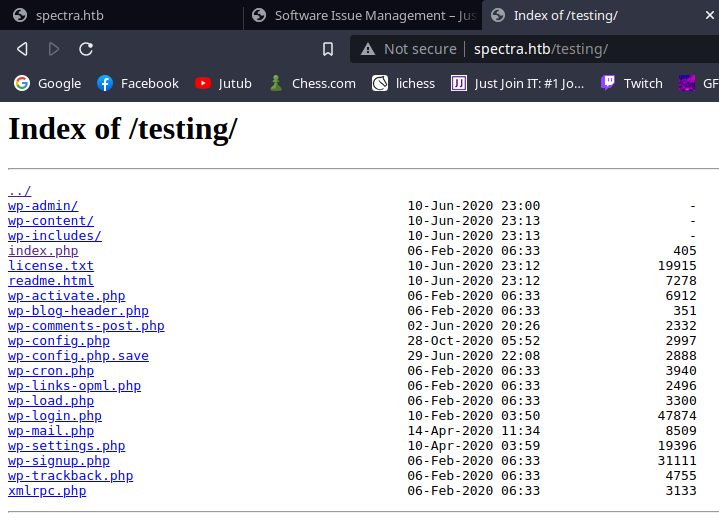 spectra.htb
Software Issue Management – Jus
Index of /testing/
Not secure spectra.htb/testing/
Google Facebook Jutub Chess.com lichess Just Join IT: #1 Jo... Twitch GF
Index of /testing/
../
wp-admin/ 10-Jun-2020 23:00 -
wp-content/ 10-Jun-2020 23:13 -
wp-includes/ 10-Jun-2020 23:13 -
index.php 06-Feb-2020 06:33 405
license.txt 10-Jun-2020 23:12 19915
readme.html 10-Jun-2020 23:12 7278
wp-activate.php 06-Feb-2020 06:33 6912
wp-blog-header.php 06-Feb-2020 06:33 351
wp-comments-post.php 02-Jun-2020 20:26 2332
wp-config.php 28-Oct-2020 05:52 2997
wp-config.php.save 29-Jun-2020 22:08 2888
wp-cron.php 06-Feb-2020 06:33 3940
wp-links-opml.php 06-Feb-2020 06:33 2496
wp-load.php 06-Feb-2020 06:33 3300
wp-login.php 10-Feb-2020 03:50 47874
wp-mail.php 14-Apr-2020 11:34 8509
wp-settings.php 10-Apr-2020 03:59 19396
wp-signup.php 06-Feb-2020 06:33 31111
wp-trackback.php 06-Feb-2020 06:33 4755
xmlrpc.php 06-Feb-2020 06:33 3133